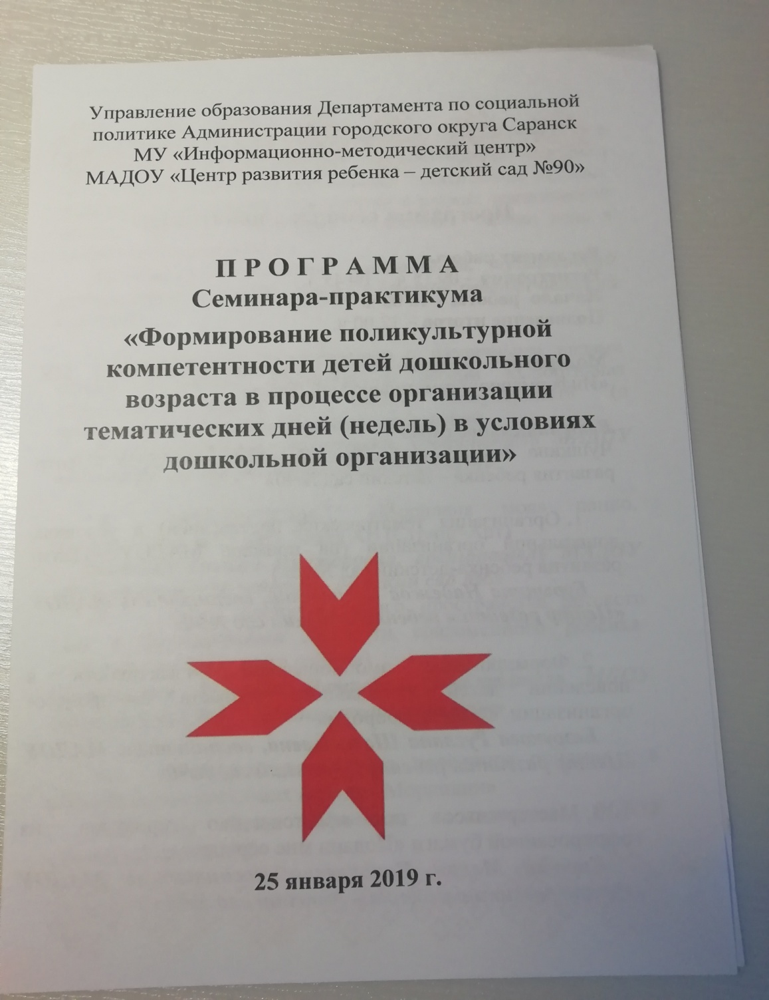 Управление образования Департамента по социальной
политике Администрации городского округа Саранск
МУ «Информационно-методический центр»
МАДОУ «Центр развития ребенка – детский сад №90»
П Р О Г Р А М М А
Семинара-практикума
«Формирование поликультурной
компетентности детей дошкольного
возраста в процессе организации
тематических дней (недель) в условиях
дошкольной организации»
25 января 2019 г.